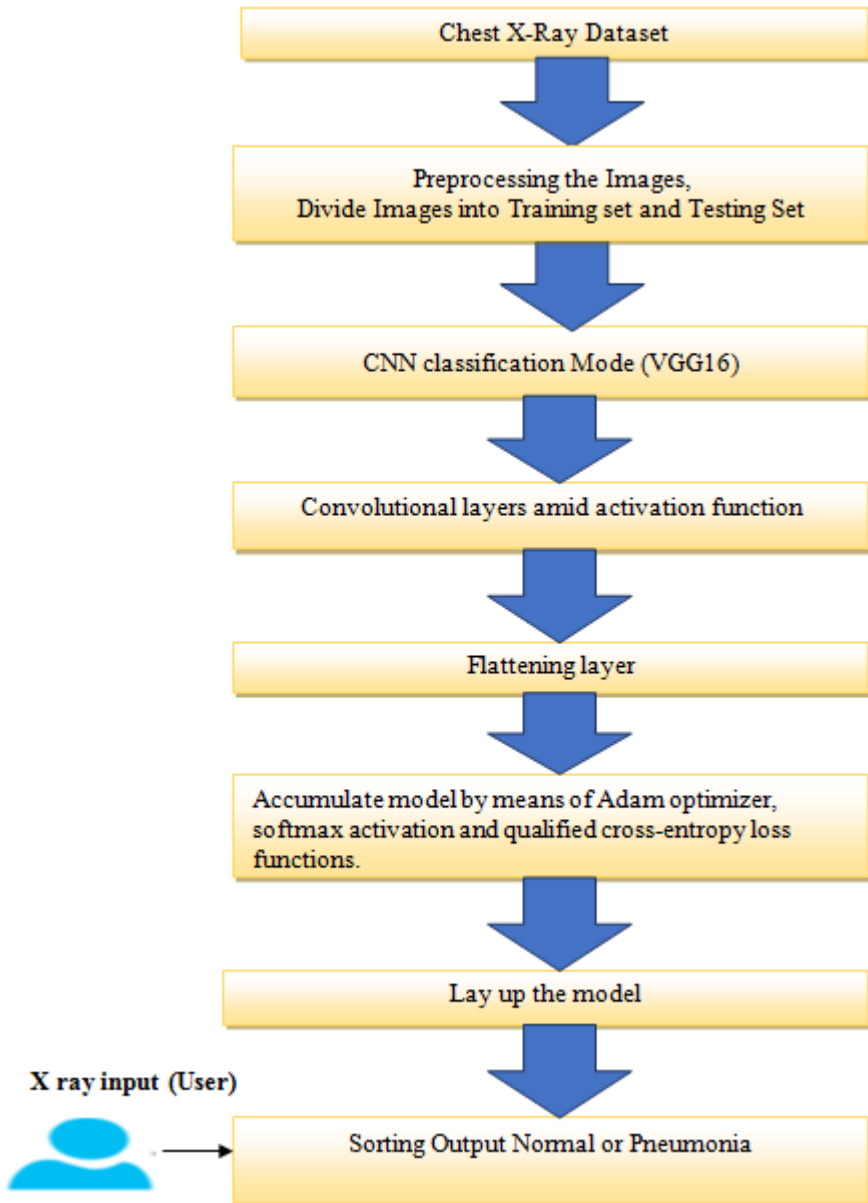 Chest X-Ray Dataset
Preprocessing the Images,
Divide Images into Training set and Testing Set
CNN classification Mode (VGG16)
Convolutional layers amid activation function
Flattening layer
Accumulate model by means of Adam optimizer,
softmax activation and qualified cross-entropy loss
functions.
Lay up the model
X ray input (User)
Sorting Output Normal or Pneumonia